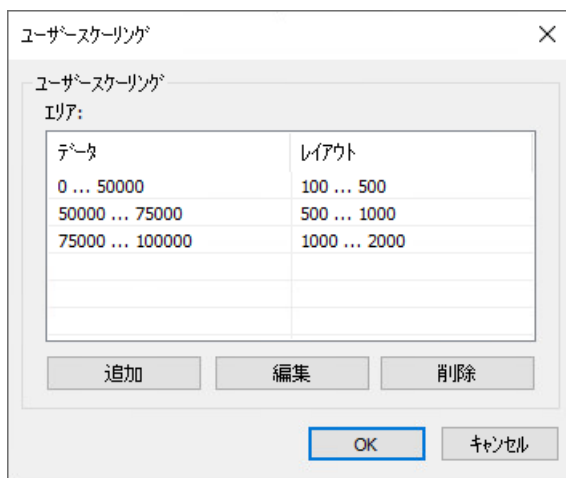 ユーザースケーリング
ユーザースケーリング
エリア:
データ レイアウト
0 ... 50000 100 ... 500
50000 ... 75000 500 ... 1000
75000 ... 100000 1000 ... 2000
追加 編集 削除
OK キャンセル